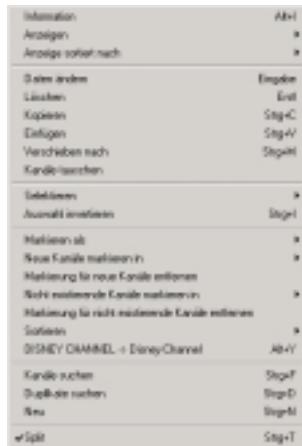 Information Alt+I
Anzeigen
Anzeige sortiert nach
Daten ändern Eingabe
Löschen Entf
Kopieren Strg+C
Einfügen Strg+V
Verschieben nach Strg+M
Kanäle tauschen
Selektieren
Auswahl invertieren Strg+I
Markieren als
Neue Kanäle markieren in
Markierung für neue Kanäle entfernen
Nicht existierende Kanäle markieren in
Markierung für nicht existierende Kanäle entfernen
Sortieren
DISNEY CHANNEL -> Disney Channel Alt+V
Kanäle suchen Strg+F
Duplikate suchen Strg+D
Neu Strg+N
Split Strg+T